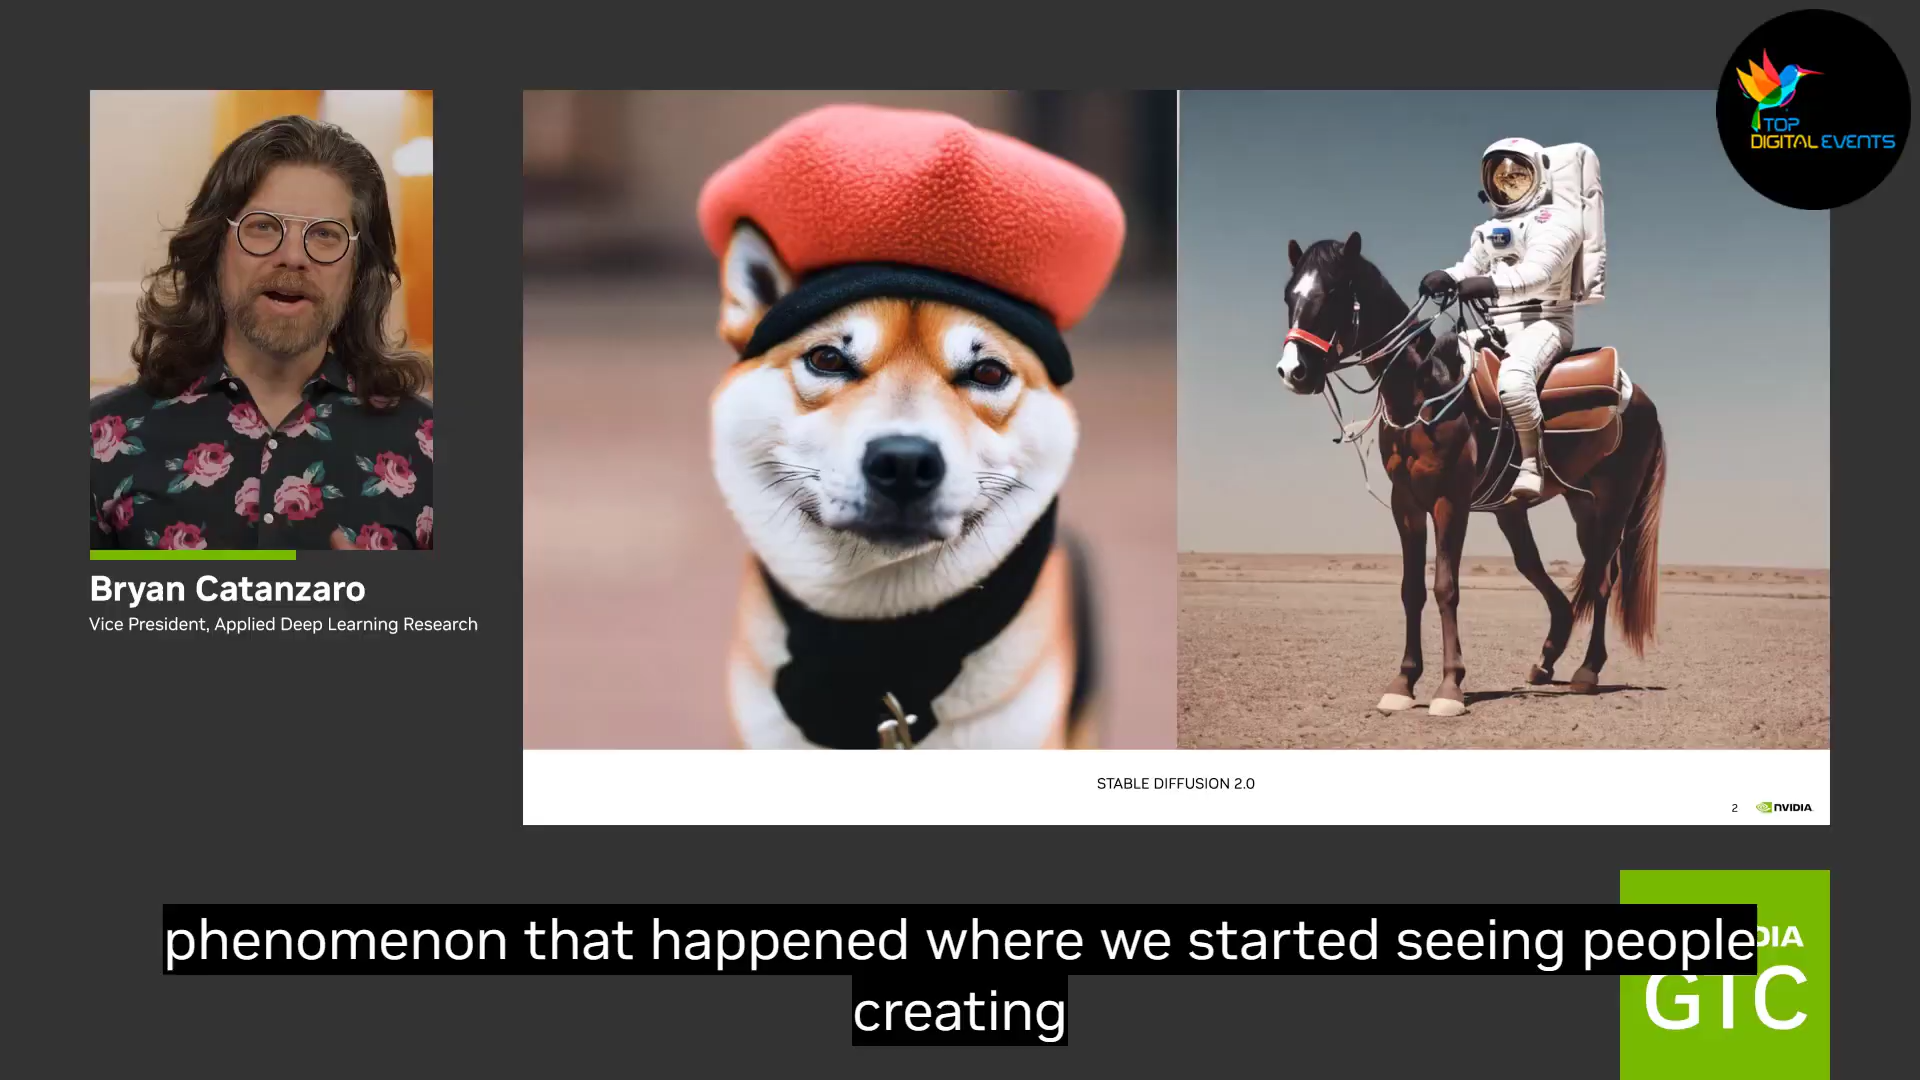 TOP
DIGITAL EVENTS
Bryan Catanzaro
Vice President, Applied Deep Learning Research
STABLE DIFFUSION 2.0
2 NVIDIA
phenomenon that happened where we started seeing people
creating
DIA
GTC